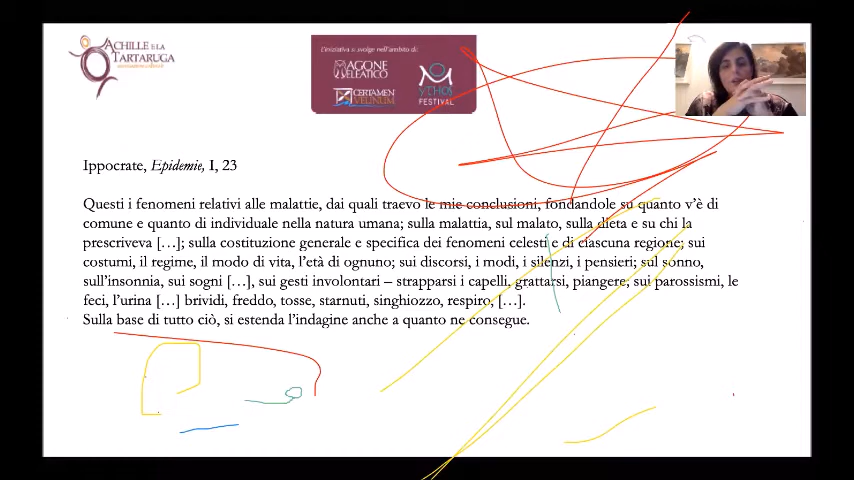 ACHILLE E LA
TARTARUGA
L'iniziativa si svolge nell'ambito di:
AGONE
ELEATICO
CERTAMEN
VELINUM
MYTHOS
FESTIVAL
Ippocrate, Epidemie, I, 23
Questi i fenomeni relativi alle malattie, dai quali traevo le mie conclusioni, fondandole su quanto v'è di
comune e quanto di individuale nella natura umana; sulla malattia, sul malato, sulla dieta e su chi la
prescriveva […]; sulla costituzione generale e specifica dei fenomeni celesti e di ciascuna regione; sui
costumi, il regime, il modo di vita, l'età di ognuno; sui discorsi, i modi, i silenzi, i pensieri; sul sonno,
sull'insonnia, sui sogni […], sui gesti involontari – strapparsi i capelli, grattarsi, piangere; sui parossismi, le
feci, l'urina […] brividi, freddo, tosse, starnuti, singhiozzo, respiro, […].
Sulla base di tutto ciò, si estenda l'indagine anche a quanto ne consegue.